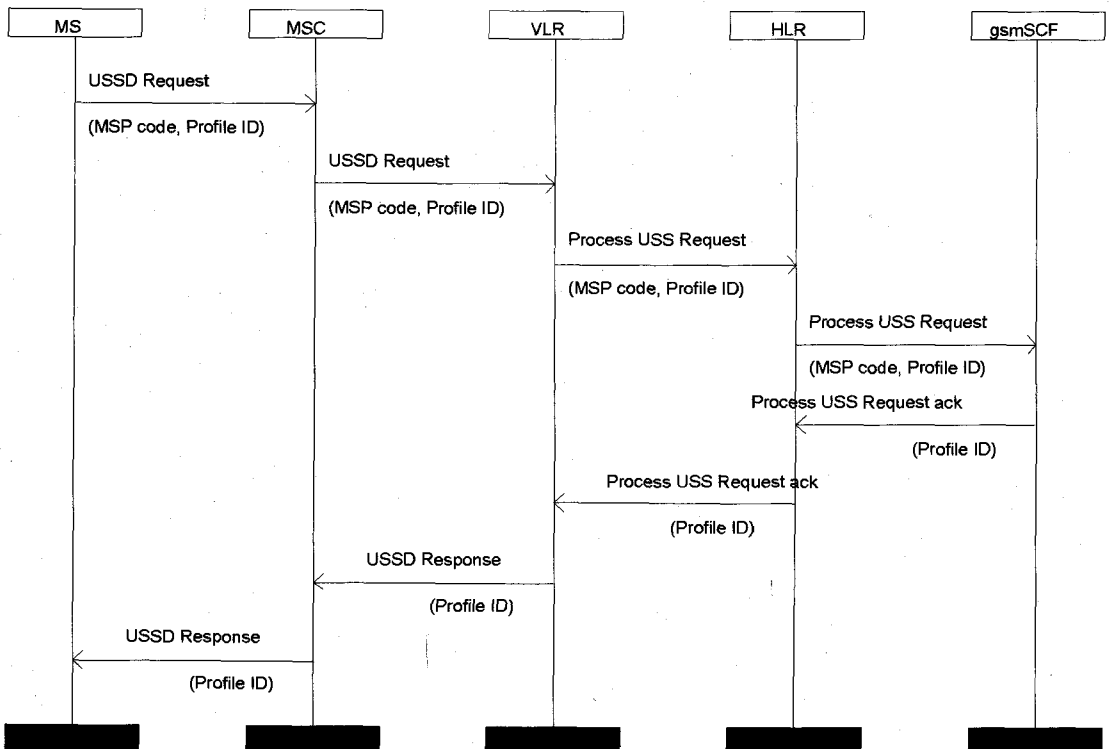 MS
MSC
VLR
HLR
gsmSCF
USSD Request
(MSP code, Profile ID)
USSD Request
(MSP code, Profile ID)
Process USS Request
(MSP code, Profile ID)
Process USS Request
(MSP code, Profile ID)
Process USS Request ack
(Profile ID)
Process USS Request ack
(Profile ID)
USSD Response
(Profile ID)
USSD Response
(Profile ID)